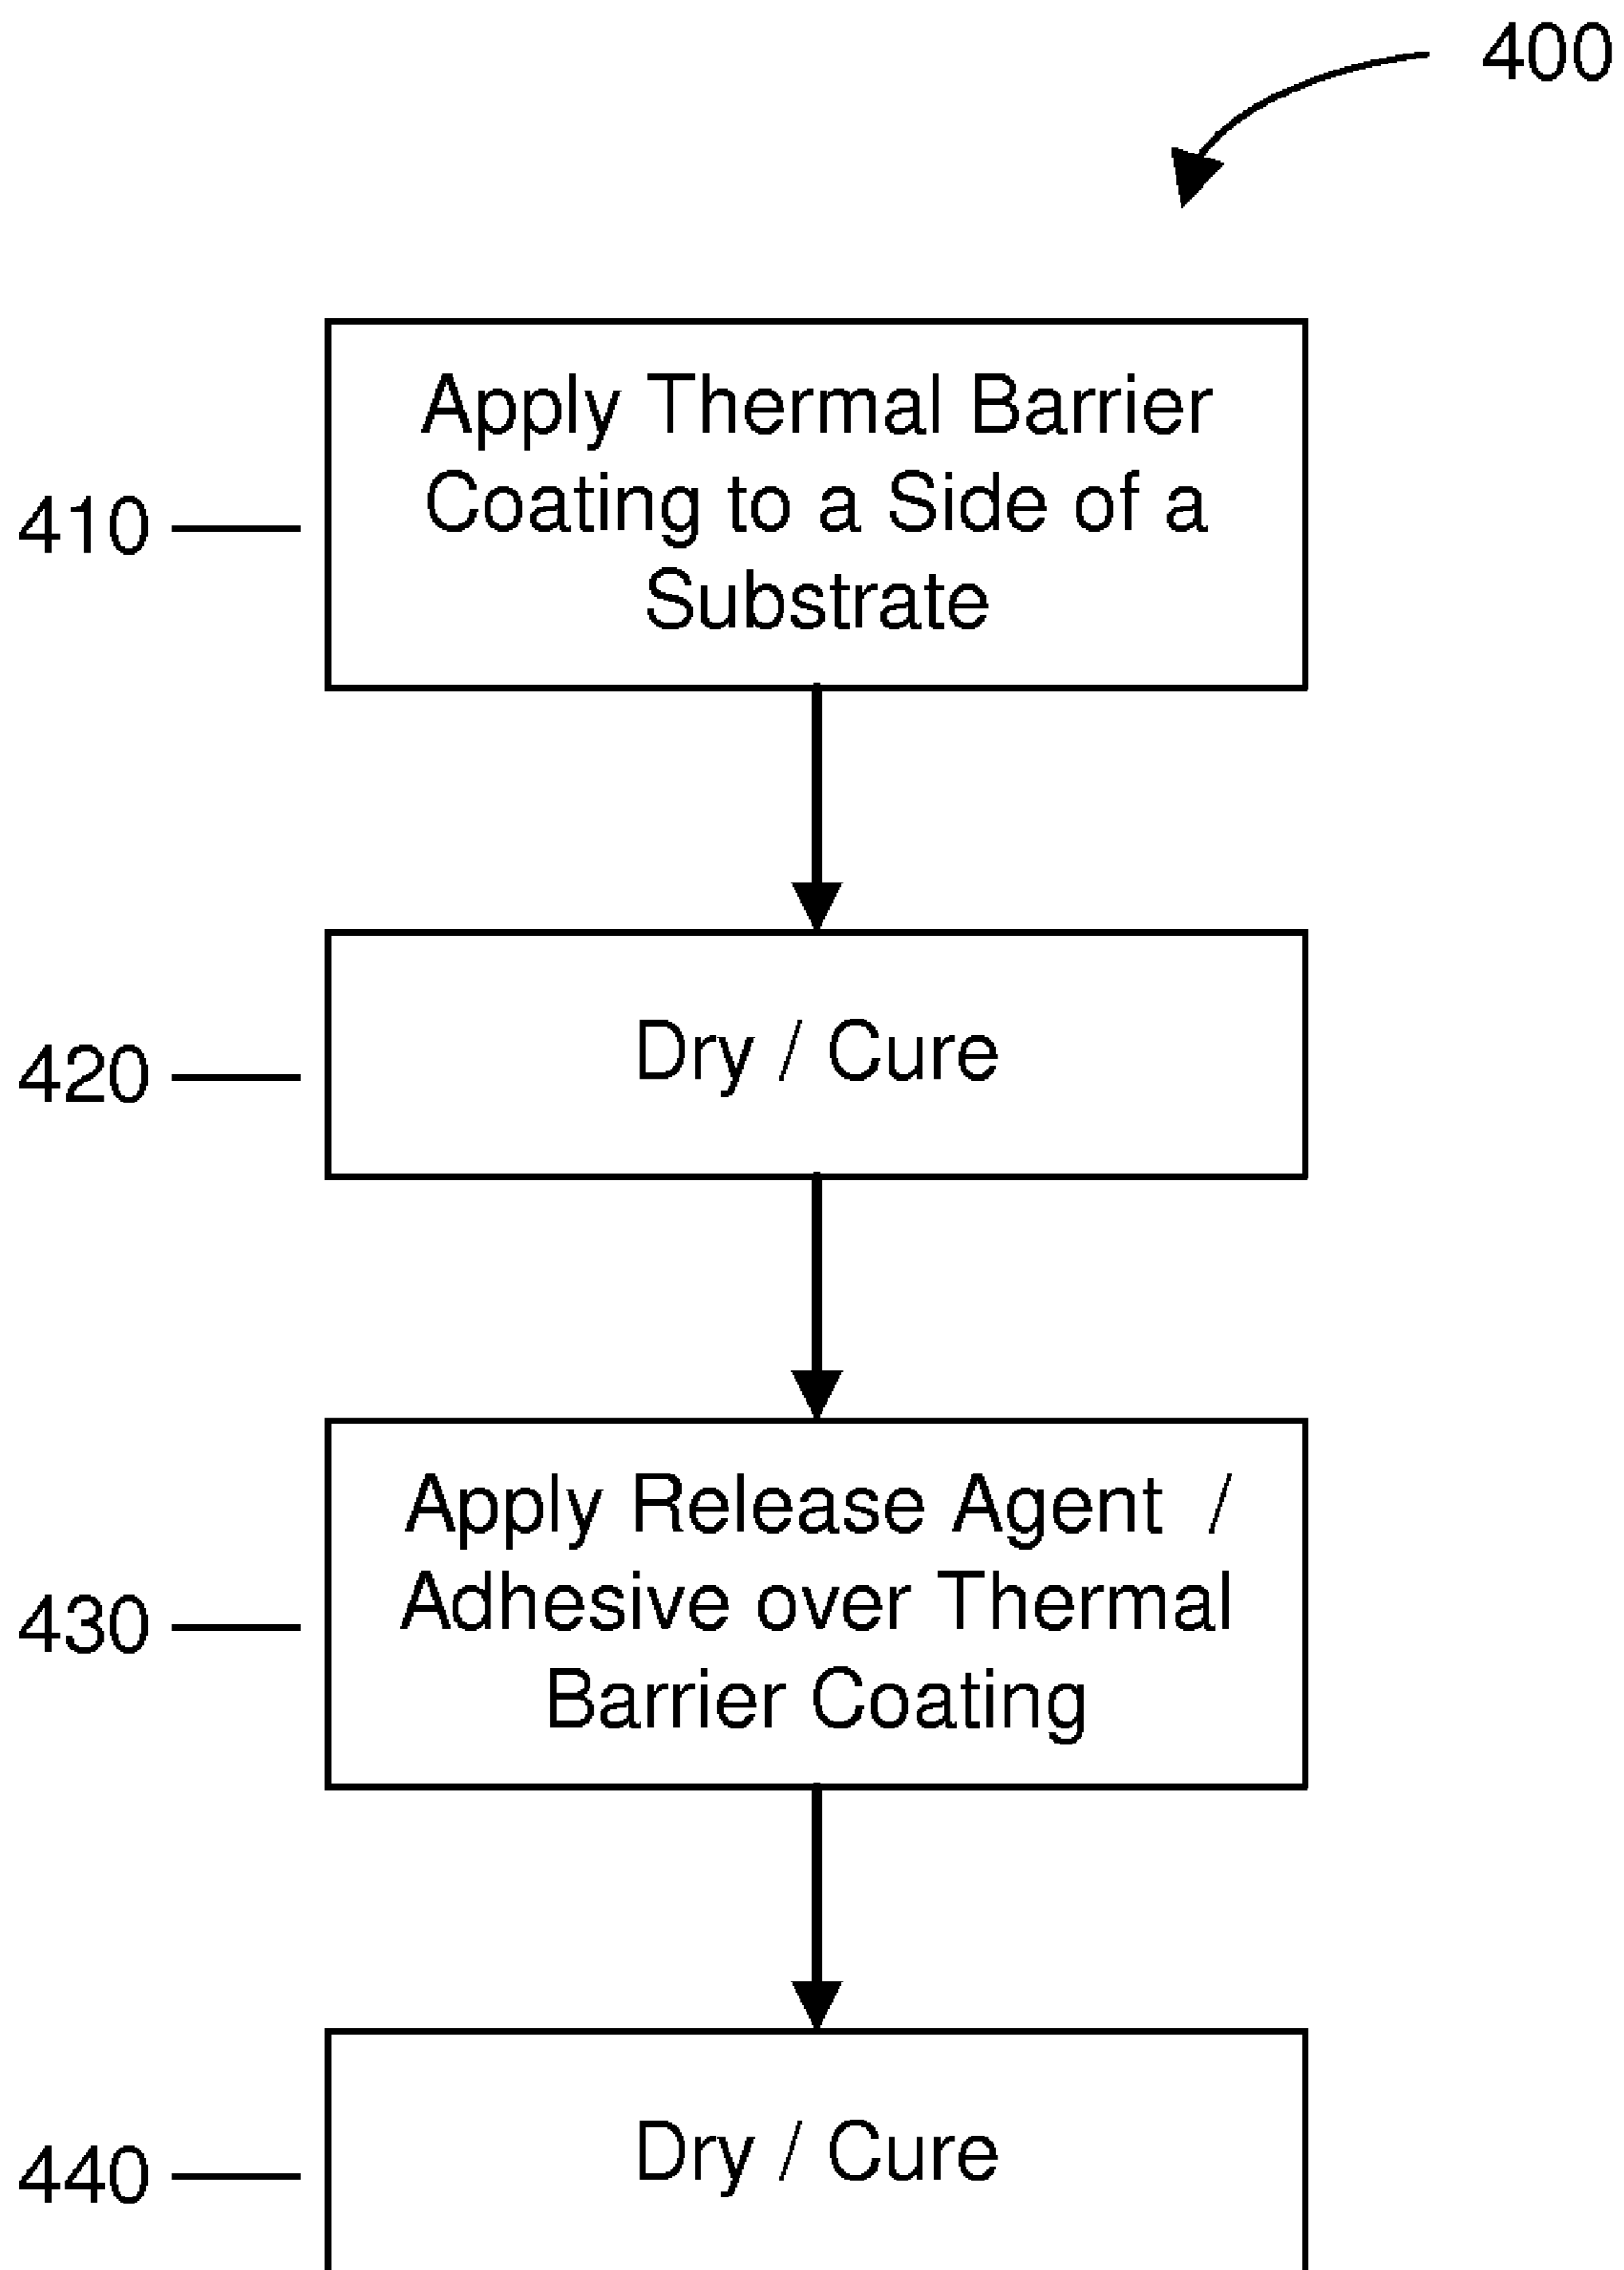 400
Apply Thermal Barrier
Coating to a Side of a
Substrate
410
Dry / Cure
420
Apply Release Agent /
Adhesive over Thermal
Barrier Coating
430
Dry / Cure
440